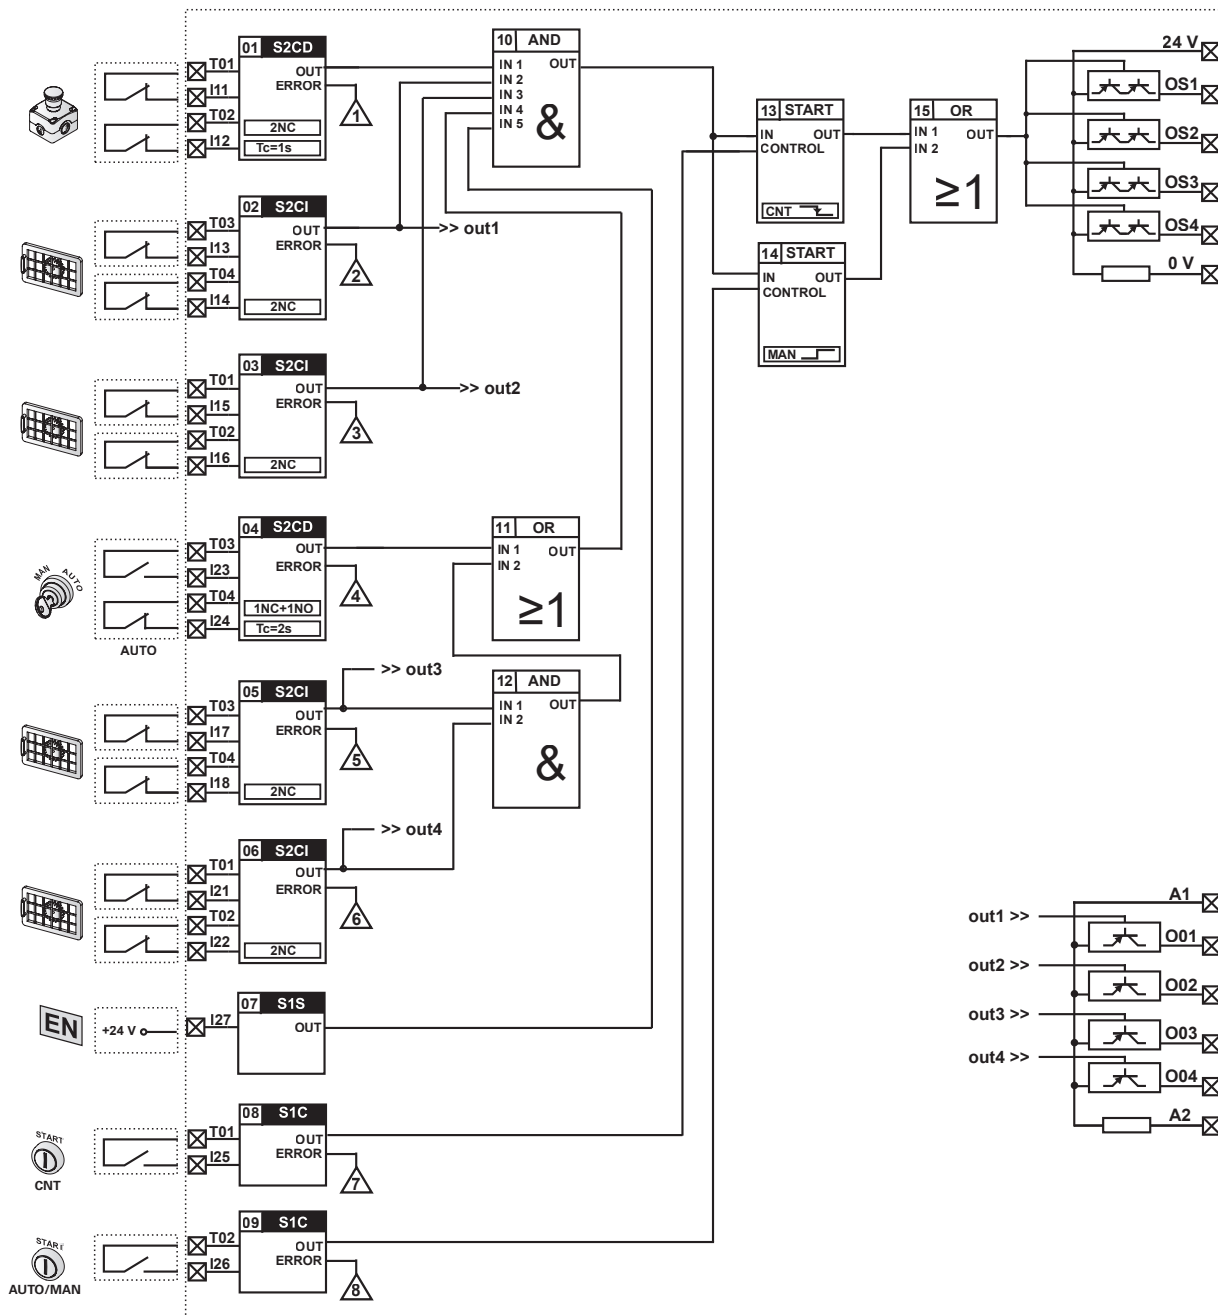 01 S2CD
T01
I11
T02
I12
OUT
ERROR
1
2NC
Tc=1s
10 AND
IN 1
IN 2
IN 3
IN 4
IN 5
OUT
&
13 START
IN
OUT
CONTROL
CNT
15 OR
IN 1
IN 2
OUT
≥1
24 V
OS1
OS2
OS3
OS4
0 V
02 S2CI
T03
I13
T04
I14
OUT
ERROR
2
2NC
>> out1
14 START
IN
OUT
CONTROL
MAN
03 S2CI
T01
I15
T02
I16
OUT
ERROR
3
2NC
>> out2
MAN AUTO
AUTO
04 S2CD
T03
I23
T04
I24
OUT
ERROR
4
1NC+1NO
Tc=2s
11 OR
IN 1
IN 2
OUT
≥1
05 S2CI
T03
I17
T04
I18
OUT
ERROR
5
2NC
>> out3
12 AND
IN 1
IN 2
OUT
&
06 S2CI
T01
I21
T02
I22
OUT
ERROR
6
2NC
>> out4
EN
+24 V
I27
07 S1S
OUT
START
CNT
08 S1C
T01
I25
OUT
ERROR
7
START
AUTO/MAN
09 S1C
T02
I26
OUT
ERROR
8
A1
out1 >>
O01
out2 >>
O02
out3 >>
O03
out4 >>
O04
A2